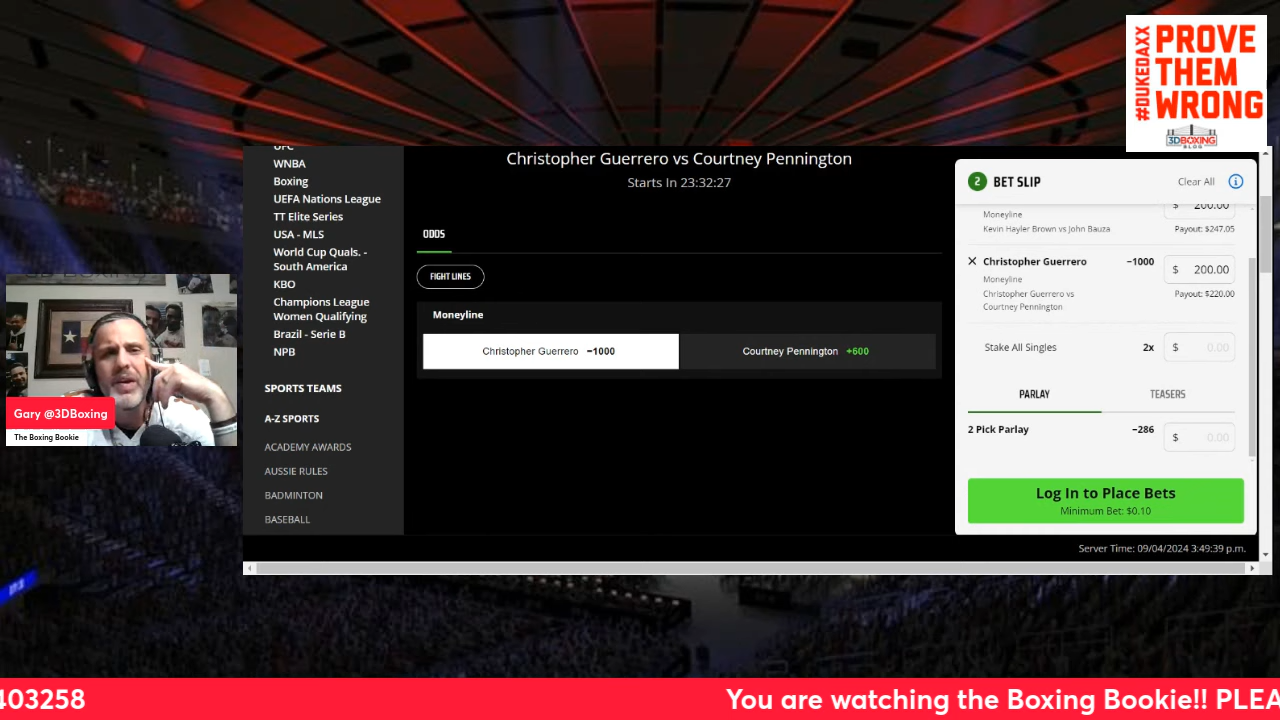 #DUKEDAXX
PROVE
THEM
WRONG
3DBOXING
BLOG
UFC
WNBA
Boxing
UEFA Nations League
TT Elite Series
USA - MLS
World Cup Quals. -
South America
KBO
Champions League
Women Qualifying
Brazil - Serie B
NPB
SPORTS TEAMS
A-Z SPORTS
ACADEMY AWARDS
AUSSIE RULES
BADMINTON
BASEBALL
Christopher Guerrero vs Courtney Pennington
Starts In 23:32:27
ODDS
FIGHT LINES
Moneyline
Christopher Guerrero −1000
Courtney Pennington +600
2 BET SLIP Clear All
$ 200.00
Moneyline
Kevin Hayler Brown vs John Bauza Payout: $247.05
Christopher Guerrero −1000 $ 200.00
Moneyline
Christopher Guerrero vs Payout: $220.00
Courtney Pennington
Stake All Singles 2x $ 0.00
PARLAY TEASERS
2 Pick Parlay −286 $ 0.00
Log In to Place Bets
Minimum Bet: $0.10
Server Time: 09/04/2024 3:49:39 p.m.
Gary @3DBoxing
The Boxing Bookie
403258 You are watching the Boxing Bookie!! PLEA